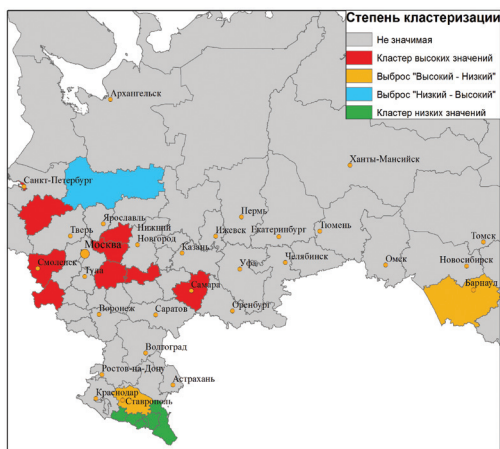 Степень кластеризации
Не значимая
Кластер высоких значений
Выброс "Высокий - Низкий"
Выброс "Низкий - Высокий"
Кластер низких значений
Архангельск
Ханты-Мансийск
Санкт-Петербург
Ярославль
Тверь
Нижний
Новгород
Москва
Пермь
Ижевск
Екатеринбург
Тюмень
Казань
Томск
Смоленск
Тула
Уфа
Челябинск
Омск
Новосибирск
Самара
Барнаул
Воронеж
Саратов
Оренбург
Волгоград
Ростов-на-Дону
Астрахань
Краснодар
Ставрополь